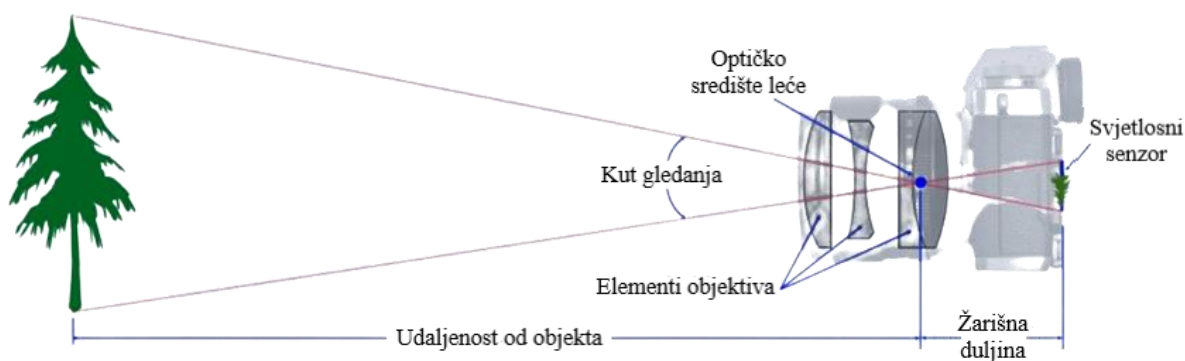 Optičko
središte leće
Svjetlosni
senzor
Kut gledanja
Elementi objektiva
Udaljenost od objekta
Žarišna
duljina